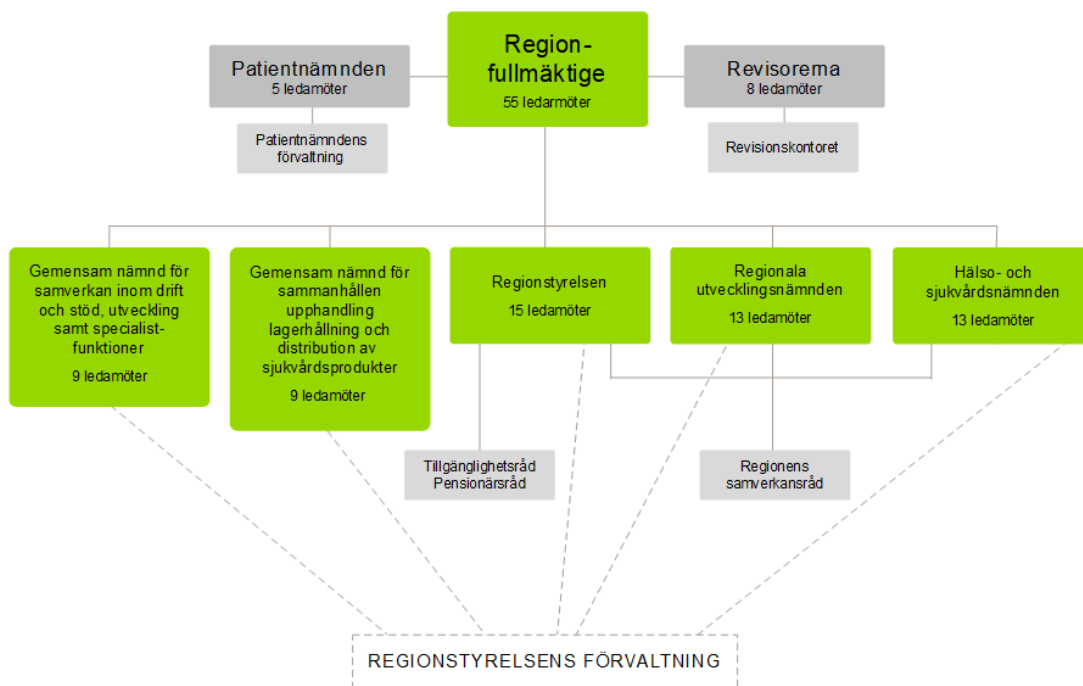 Region-
fullmäktige
55 ledarmöter
Patientnämnden
5 ledamöter
Revisorerna
8 ledamöter
Patientnämndens
förvaltning
Revisionskontoret
Gemensam nämnd för
samverkan inom drift
och stöd, utveckling
samt specialist-
funktioner
9 ledamöter
Gemensam nämnd för
sammanhållen
upphandling
lagerhållning och
distribution av
sjukvårdsprodukter
9 ledamöter
Regionstyrelsen
15 ledamöter
Regionala
utvecklingsnämnden
13 ledamöter
Hälso- och
sjukvårdsnämnden
13 ledamöter
Tillgänglighetsråd
Pensionärsråd
Regionens
samverkansråd
REGIONSTYRELSENS FÖRVALTNING